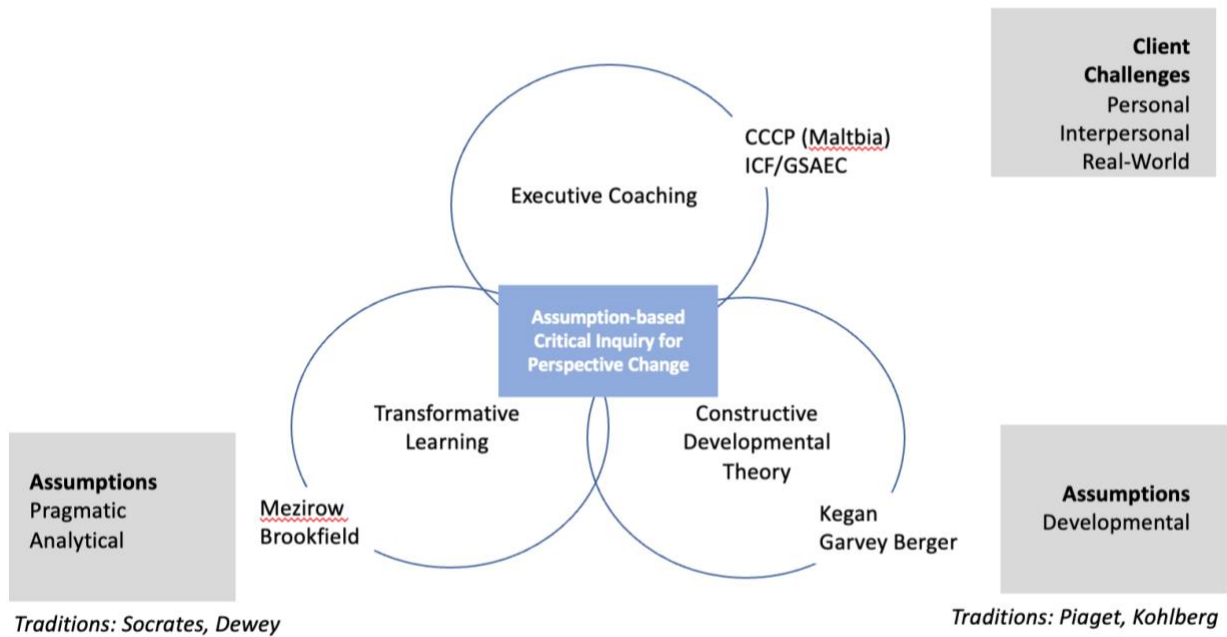 Client
Challenges
Personal
Interpersonal
Real-World
CCCP (Maltbia)
ICF/GSAEC
Executive Coaching
Assumption-based
Critical Inquiry for
Perspective Change
Transformative
Learning
Constructive
Developmental
Theory
Assumptions
Pragmatic
Analytical
Mezirow
Brookfield
Kegan
Garvey Berger
Assumptions
Developmental
Traditions: Socrates, Dewey
Traditions: Piaget, Kohlberg